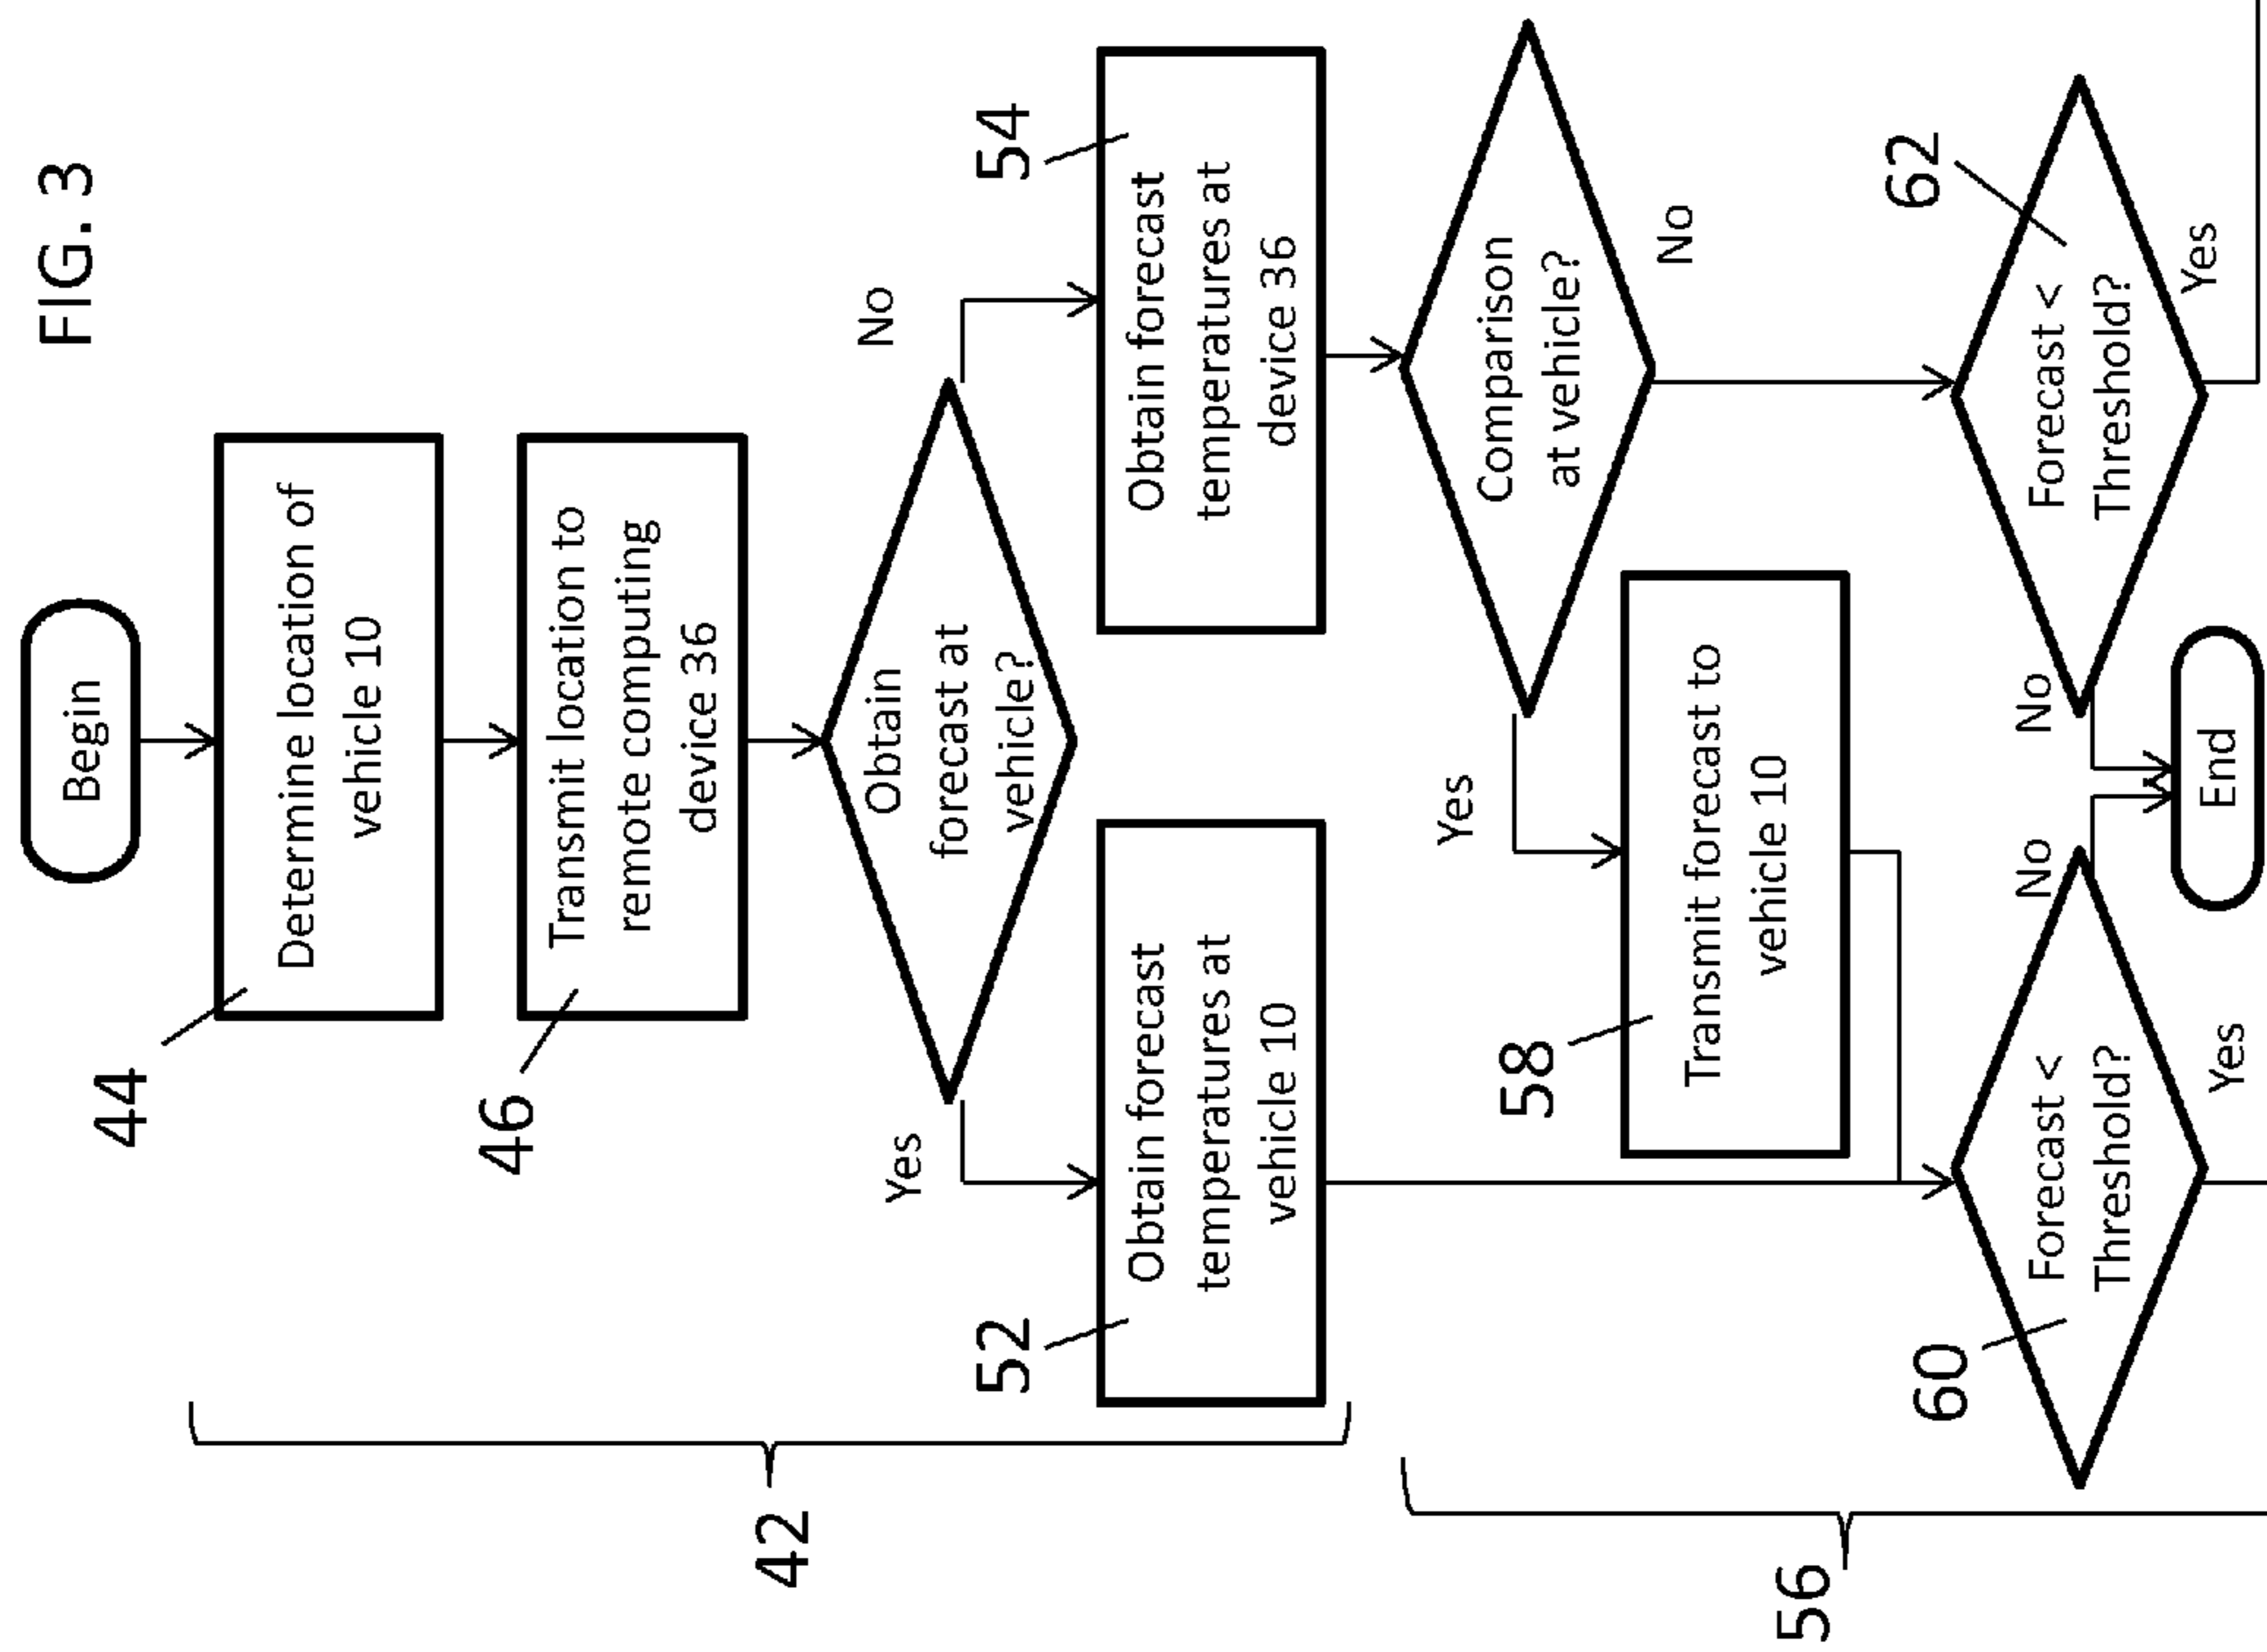 FIG. 3
Begin
44
Determine location of
vehicle 10
46
Transmit location to
remote computing
device 36
Obtain
forecast at
vehicle?
Yes
No
42
52
Obtain forecast
temperatures at
vehicle 10
54
Obtain forecast
temperatures at
device 36
Comparison
at vehicle?
Yes
No
58
Transmit forecast to
vehicle 10
56
60
Forecast <
Threshold?
No
Yes
62
Forecast <
Threshold?
No
Yes
End